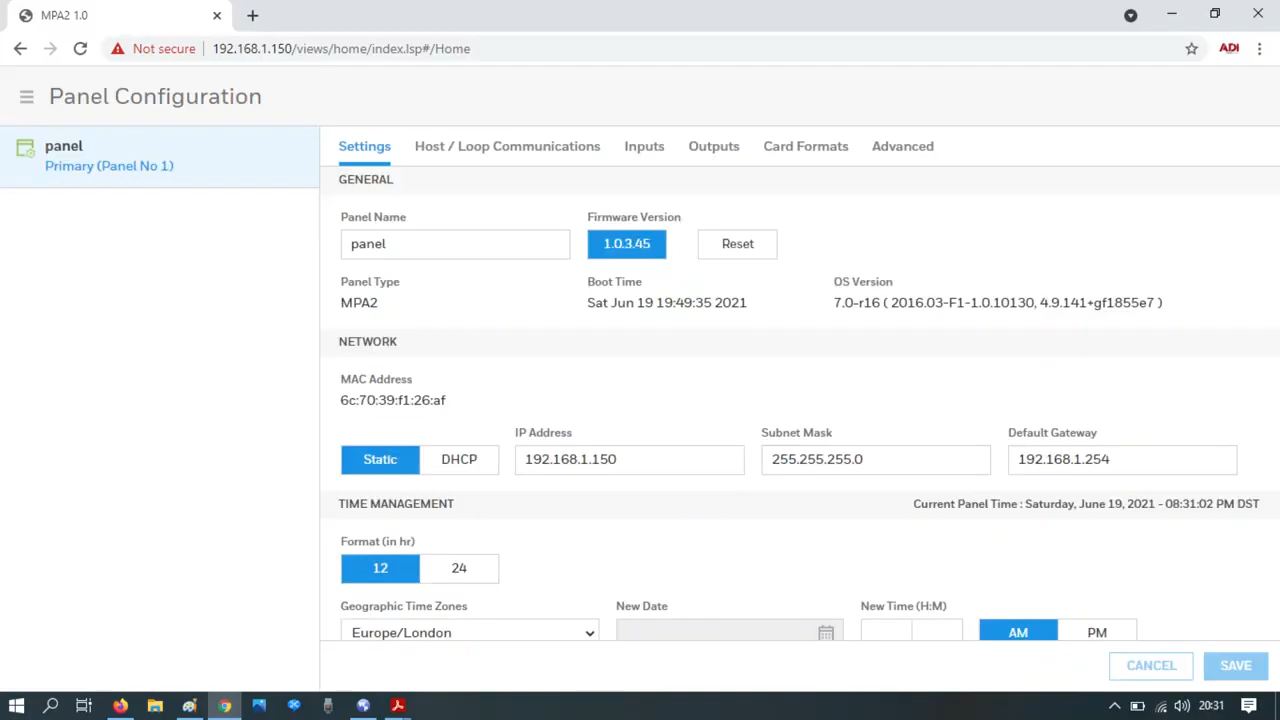 MPA2 1.0
Not secure 192.168.1.150/views/home/index.lsp#/Home
ADI
Panel Configuration
panel
Primary (Panel No 1)
Settings Host / Loop Communications Inputs Outputs Card Formats Advanced
GENERAL
Panel Name Firmware Version
panel 1.0.3.45 Reset
Panel Type Boot Time OS Version
MPA2 Sat Jun 19 19:49:35 2021 7.0-r16 ( 2016.03-F1-1.0.10130, 4.9.141+gf1855e7 )
NETWORK
MAC Address
6c:70:39:f1:26:af
IP Address Subnet Mask Default Gateway
Static DHCP 192.168.1.150 255.255.255.0 192.168.1.254
TIME MANAGEMENT Current Panel Time : Saturday, June 19, 2021 - 08:31:02 PM DST
Format (in hr)
12 24
Geographic Time Zones New Date New Time (H:M)
Europe/London AM PM
CANCEL SAVE
20:31